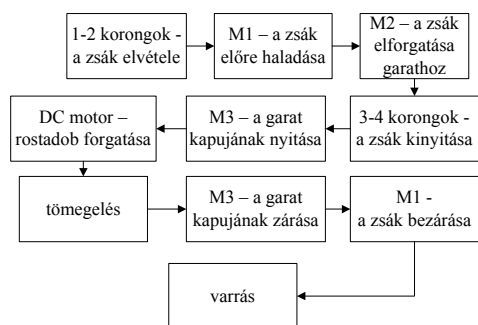 1-2 korongok -
a zsák elvétele
M1 – a zsák
előre haladása
M2 – a zsák
elforgatása
garathoz
3-4 korongok -
a zsák kinyitása
M3 – a garat
kapujának nyitása
DC motor –
rostadob forgatása
tömegelés
M3 – a garat
kapujának zárása
M1 -
a zsák bezárása
varrás